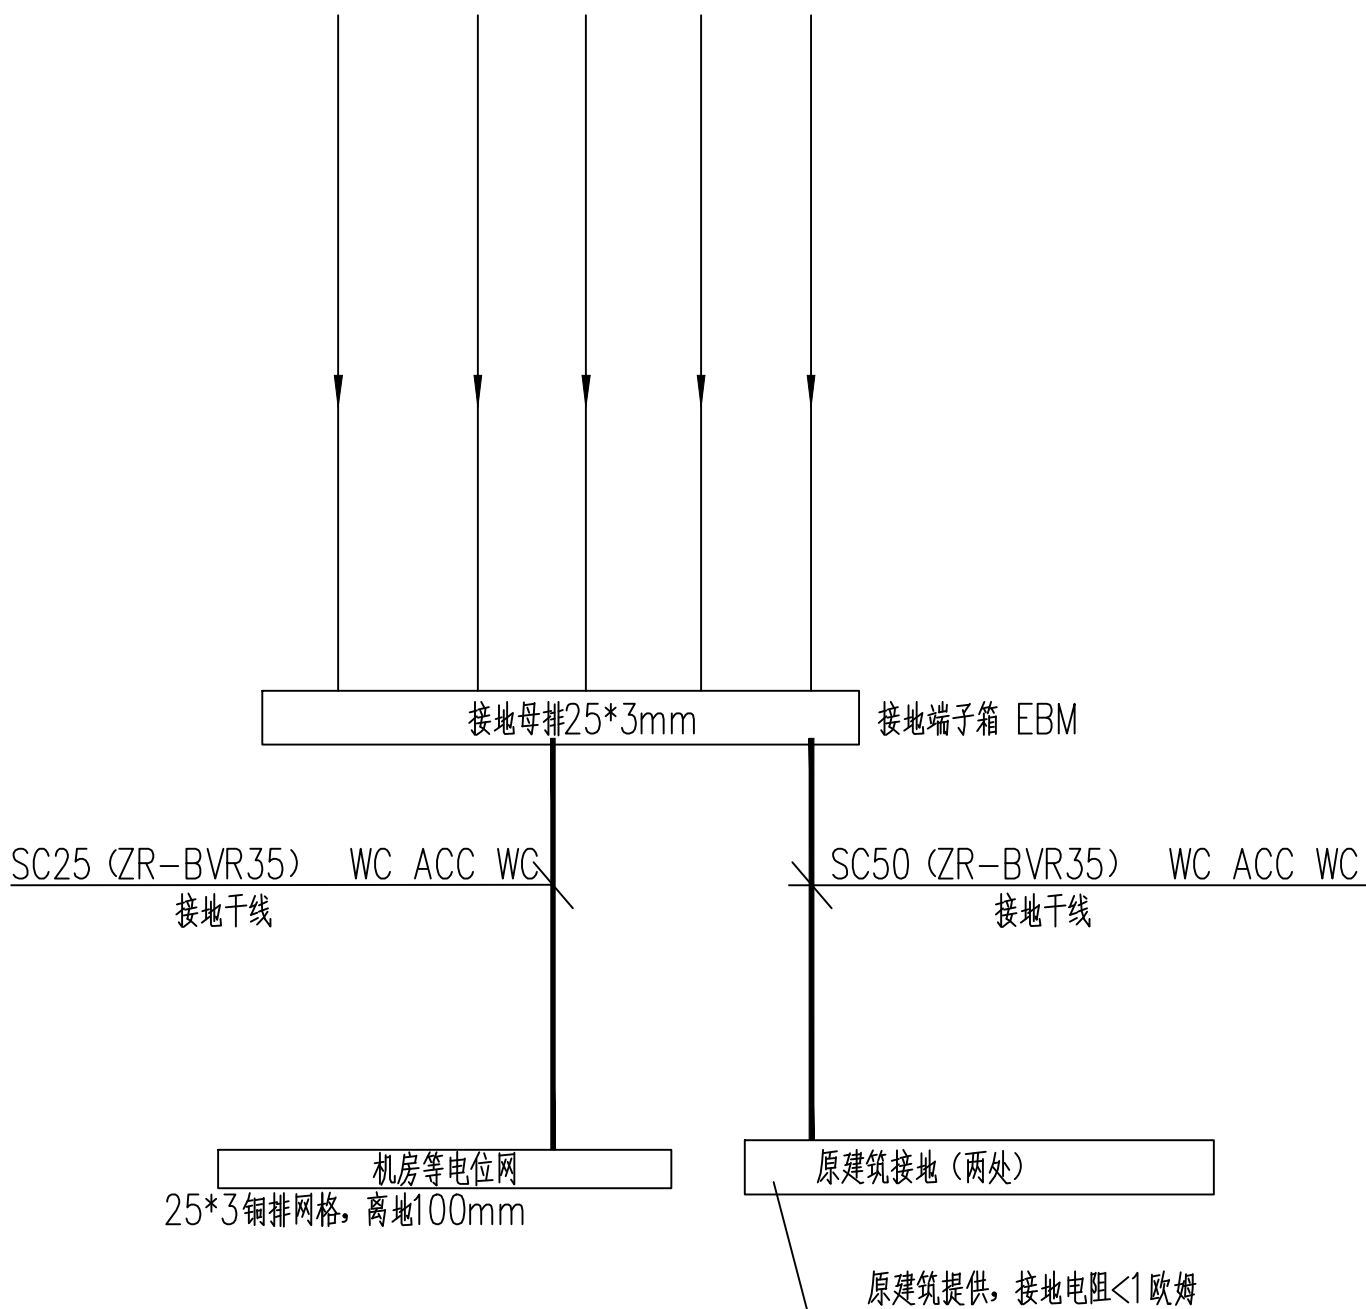 接地母排25*3mm
接地端子箱 EBM
SC25（ZR-BVR35） WC ACC WC
接地干线
SC50（ZR-BVR35） WC ACC WC
接地干线
机房等电位网
25*3铜排网格，离地100mm
原建筑接地（两处）
原建筑提供，接地电阻<1欧姆